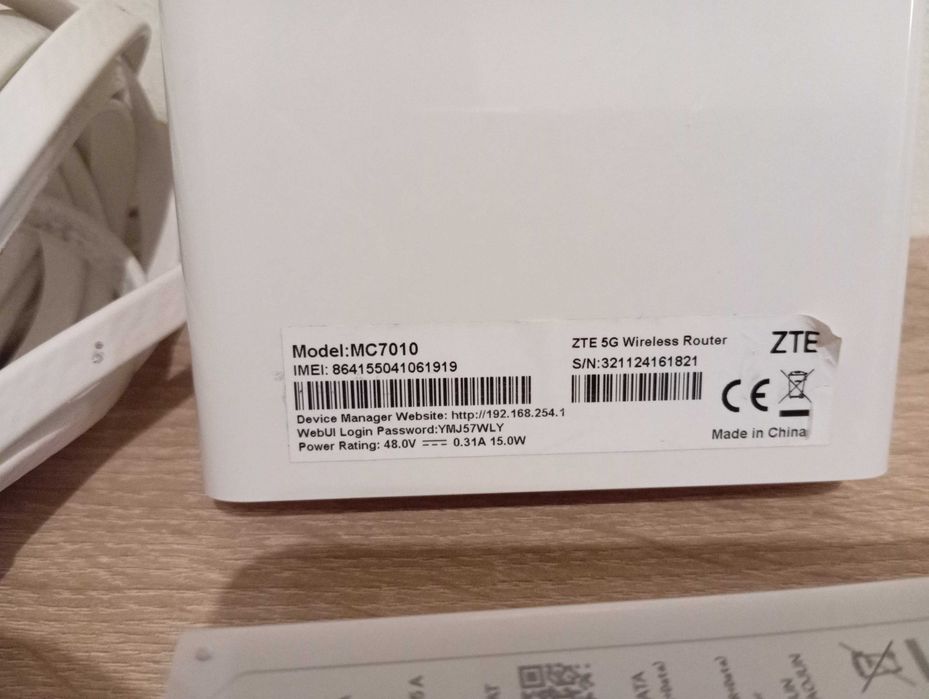 Model:MC7010
IMEI: 864155041061919
Device Manager Website: http://192.168.254.1
WebUI Login Password:YMJ57WLY
Power Rating: 48.0V 0.31A 15.0W
ZTE 5G Wireless Router
S/N:321124161821
ZTE
CE
Made in China